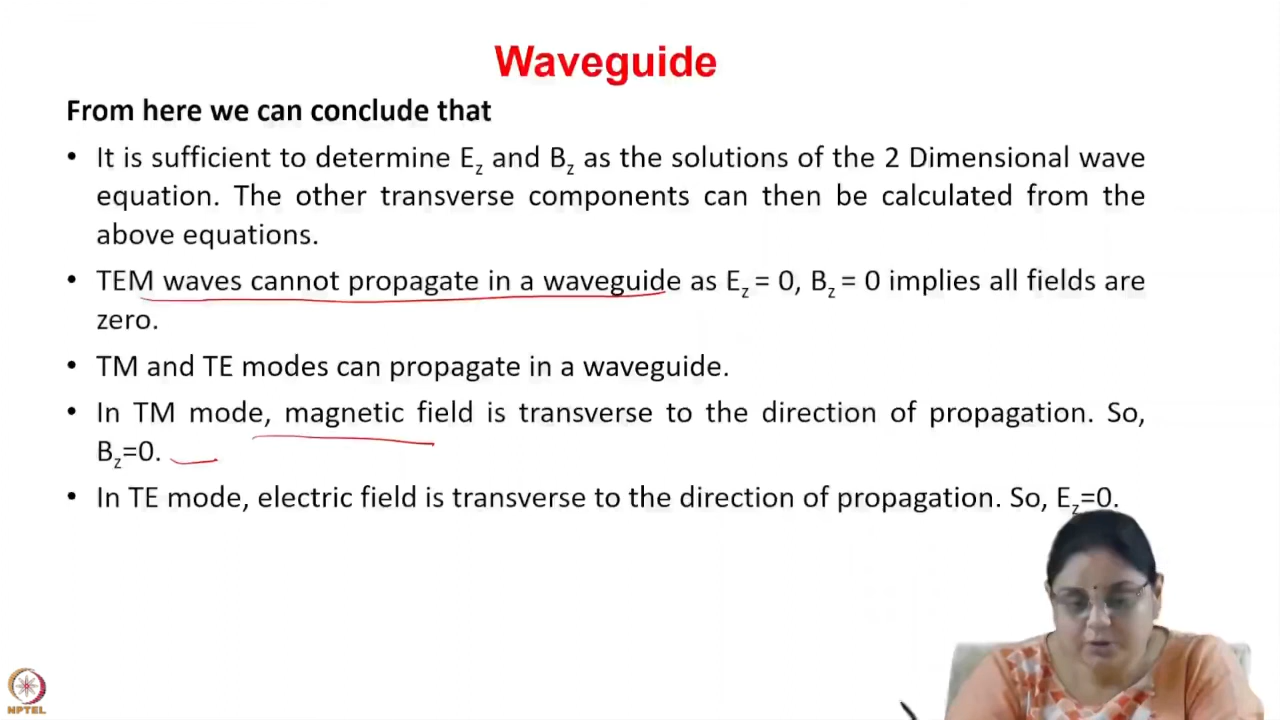 Waveguide
From here we can conclude that
• It is sufficient to determine Ez and Bz as the solutions of the 2 Dimensional wave
equation. The other transverse components can then be calculated from the
above equations.
• TEM waves cannot propagate in a waveguide as Ez = 0, Bz = 0 implies all fields are
zero.
• TM and TE modes can propagate in a waveguide.
• In TM mode, magnetic field is transverse to the direction of propagation. So,
Bz=0.
• In TE mode, electric field is transverse to the direction of propagation. So, Ez=0.
NPTEL